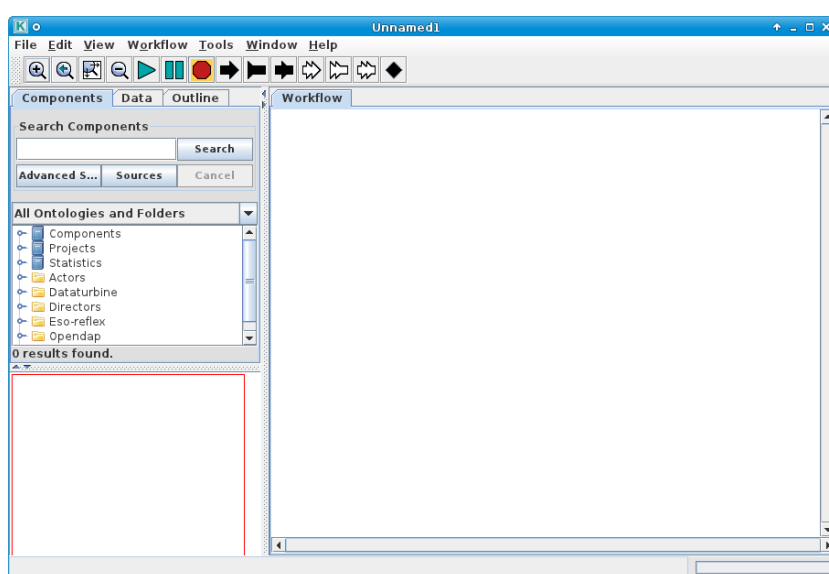 K Unnamed1
File Edit View Workflow Tools Window Help
Components Data Outline
Workflow
Search Components
Search
Advanced S... Sources Cancel
All Ontologies and Folders
Components
Projects
Statistics
Actors
Dataturbine
Directors
Eso-reflex
Opendap
0 results found.